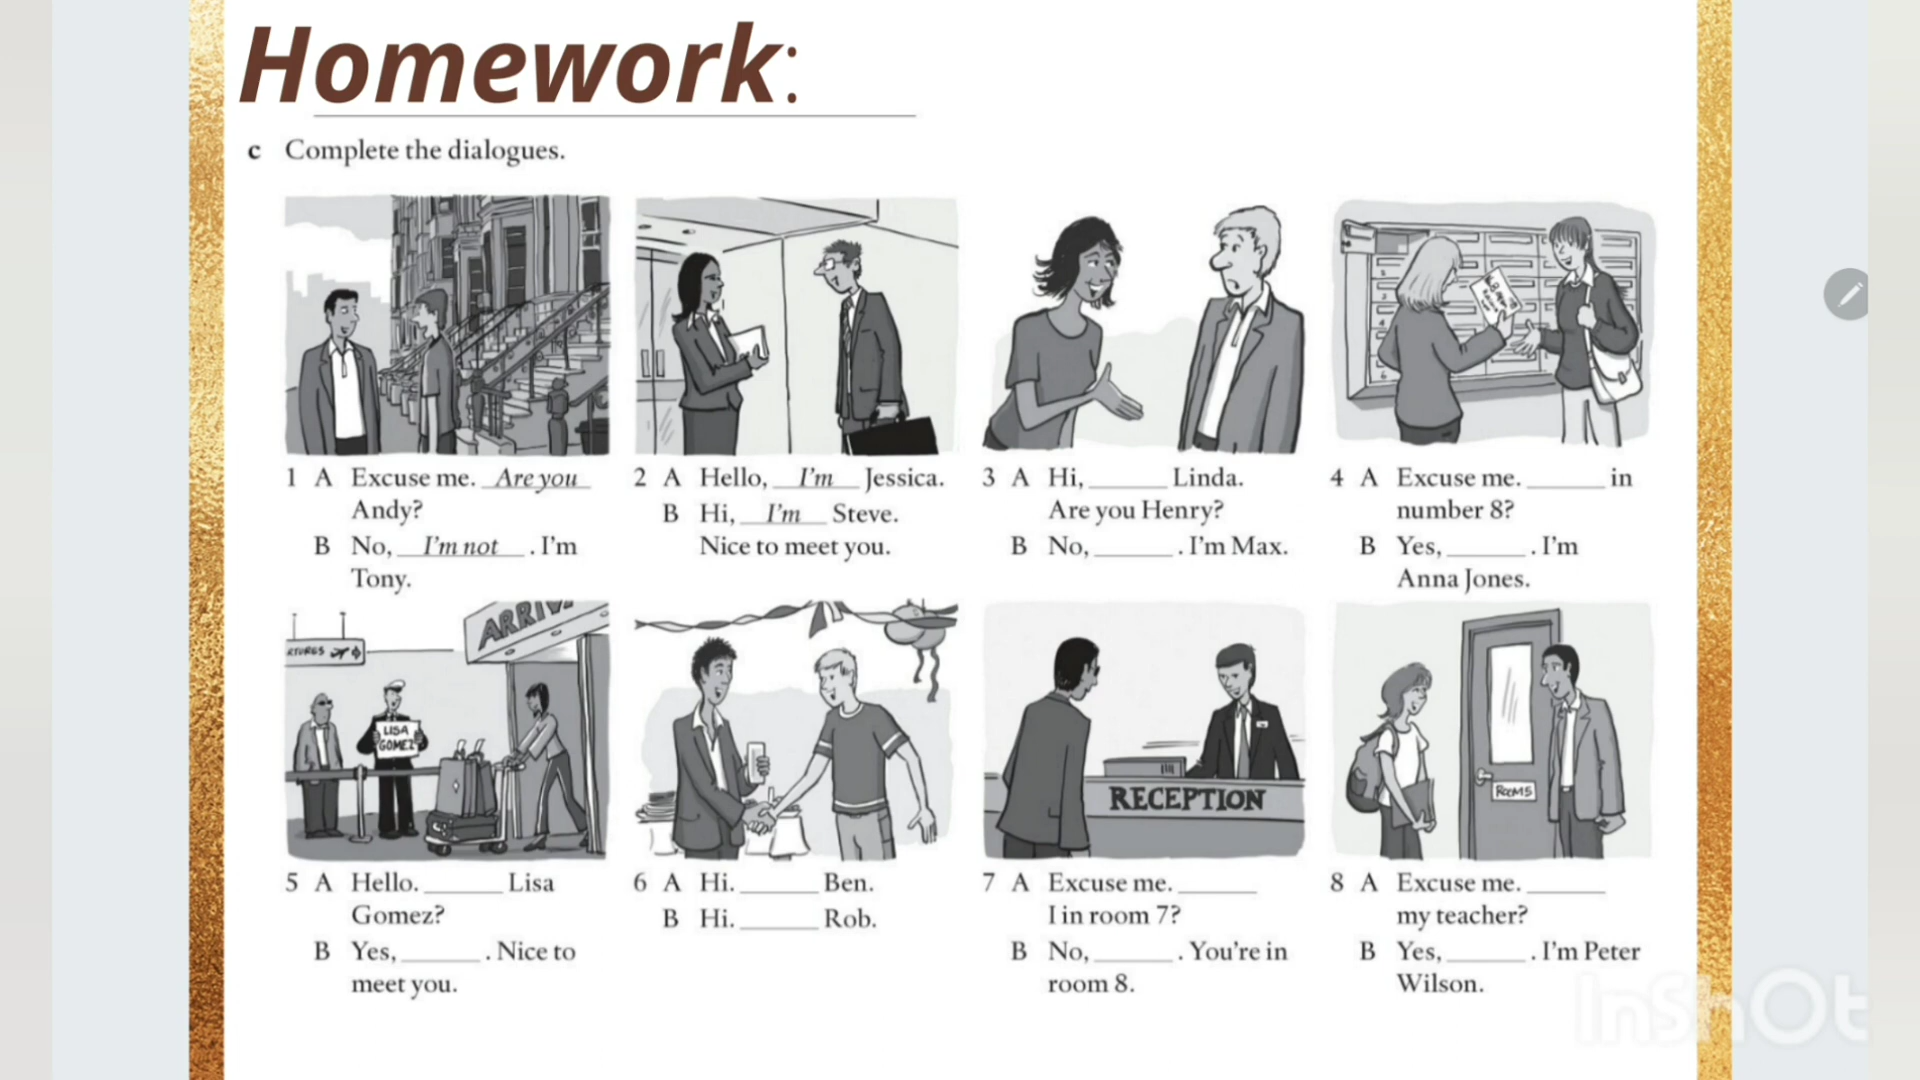 Homework:
c Complete the dialogues.
1 A Excuse me. Are you
Andy?
B No, I'm not . I'm
Tony.
2 A Hello, I'm Jessica.
B Hi, I'm Steve.
Nice to meet you.
3 A Hi, ______ Linda.
Are you Henry?
B No, ______ . I'm Max.
4 A Excuse me. ______ in
number 8?
B Yes, ______ . I'm
Anna Jones.
ARRIV
RTURES
LISA
GOMEZ
RECEPTION
ROOM 5
5 A Hello. ______ Lisa
Gomez?
B Yes, ______ . Nice to
meet you.
6 A Hi. ______ Ben.
B Hi. ______ Rob.
7 A Excuse me. ______
I in room 7?
B No, ______ . You're in
room 8.
8 A Excuse me. ______
my teacher?
B Yes, ______ . I'm Peter
Wilson.
InShOt